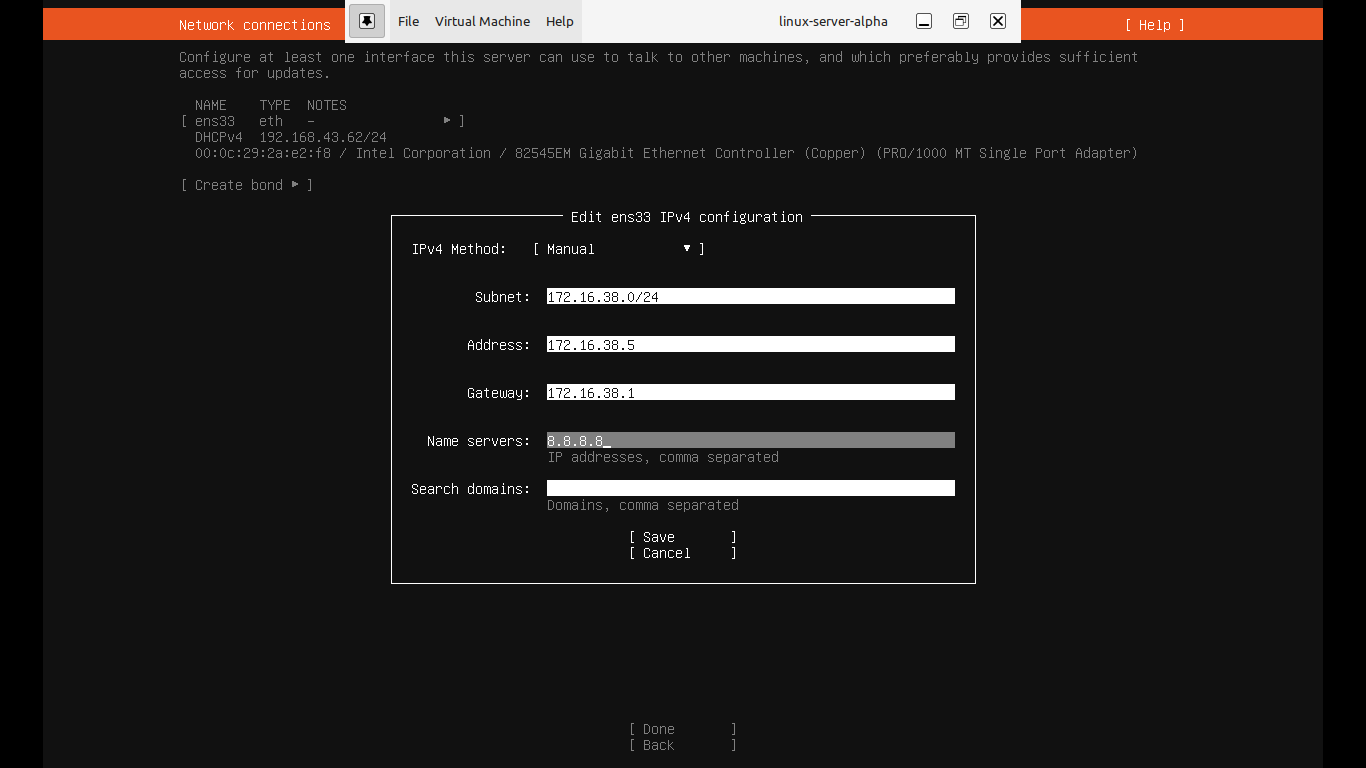 File Virtual Machine Help linux-server-alpha
Network connections [ Help ]
Configure at least one interface this server can use to talk to other machines, and which preferably provides sufficient
access for updates.
NAME TYPE NOTES
[ ens33 eth - ▸ ]
DHCPv4 192.168.43.62/24
00:0c:29:2a:e2:f8 / Intel Corporation / 82545EM Gigabit Ethernet Controller (Copper) (PRO/1000 MT Single Port Adapter)
[ Create bond ▸ ]
Edit ens33 IPv4 configuration
IPv4 Method: [ Manual ▾ ]
Subnet: 172.16.38.0/24
Address: 172.16.38.5
Gateway: 172.16.38.1
Name servers: 8.8.8.8_
IP addresses, comma separated
Search domains:
Domains, comma separated
[ Save ]
[ Cancel ]
[ Done ]
[ Back ]